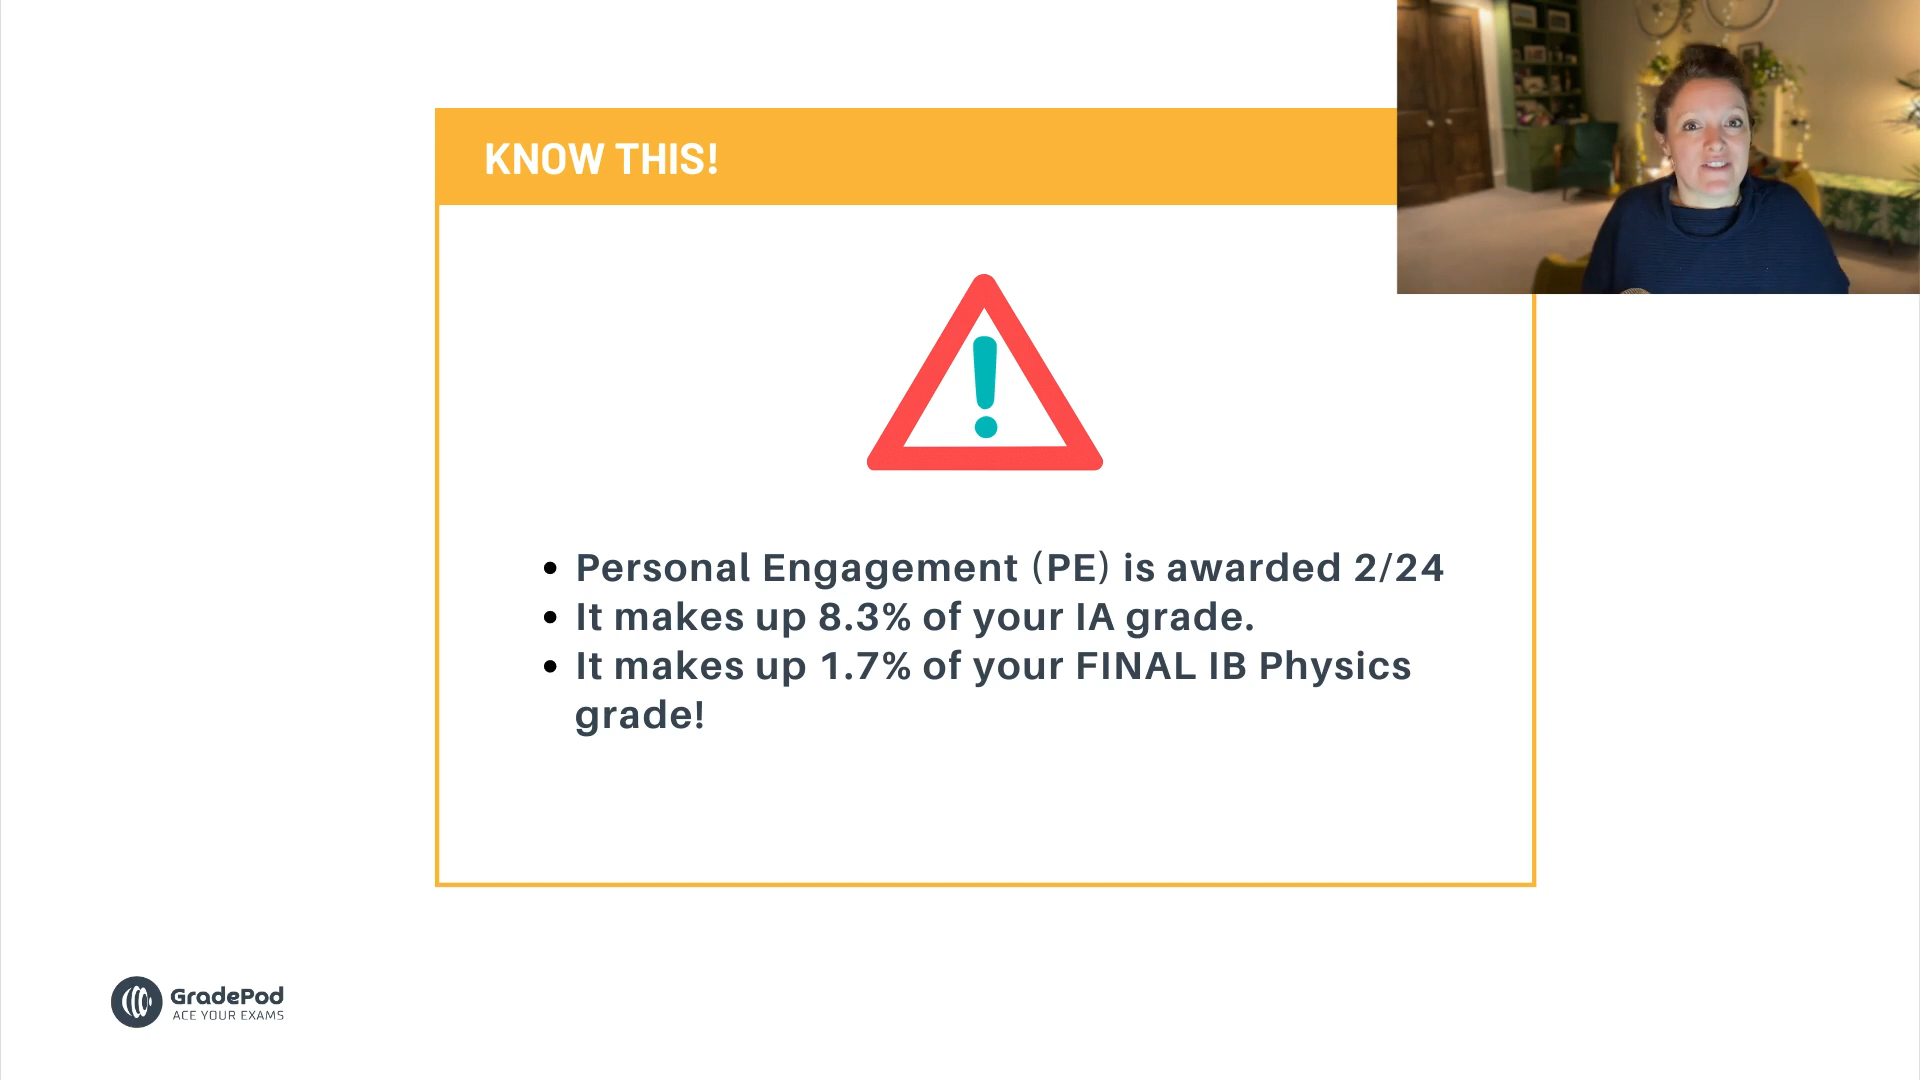 KNOW THIS!
• Personal Engagement (PE) is awarded 2/24
• It makes up 8.3% of your IA grade.
• It makes up 1.7% of your FINAL IB Physics
grade!
GradePod
ACE YOUR EXAMS